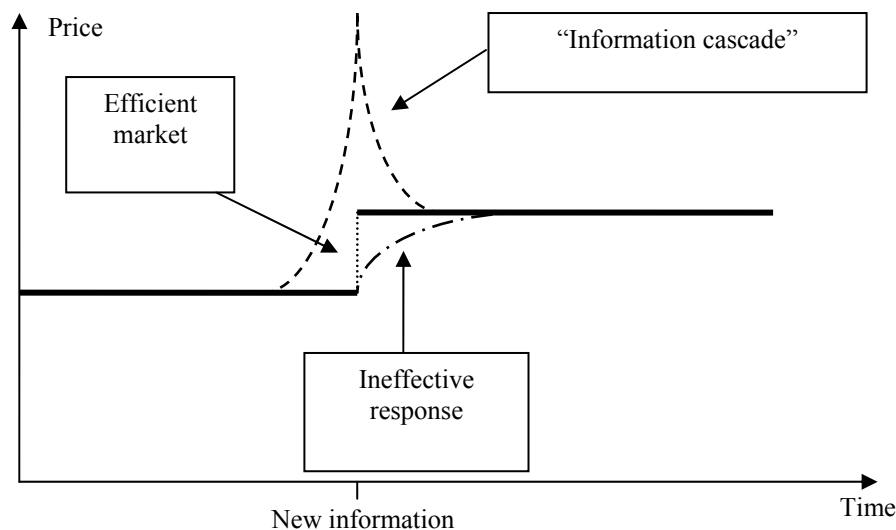 Price
“Information cascade”
Efficient
market
Ineffective
response
Time
New information